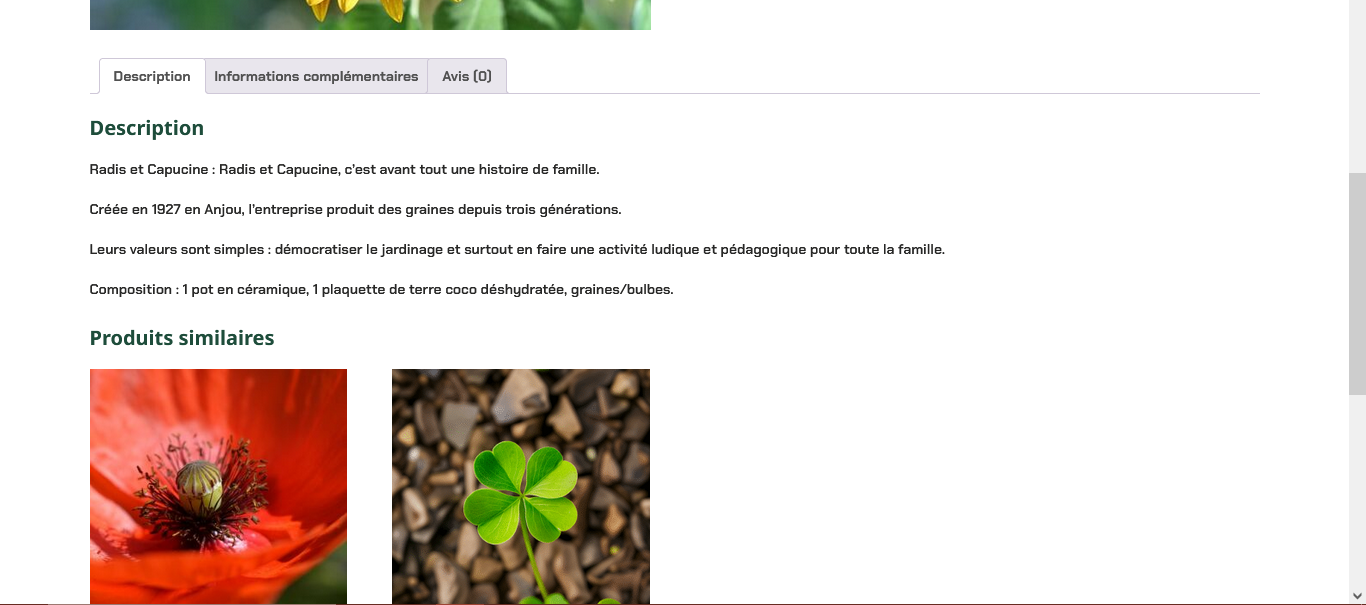 Description
Informations complémentaires
Avis (0)
Description
Radis et Capucine : Radis et Capucine, c'est avant tout une histoire de famille.
Créée en 1927 en Anjou, l'entreprise produit des graines depuis trois générations.
Leurs valeurs sont simples : démocratiser le jardinage et surtout en faire une activité ludique et pédagogique pour toute la famille.
Composition : 1 pot en céramique, 1 plaquette de terre coco déshydratée, graines/bulbes.
Produits similaires